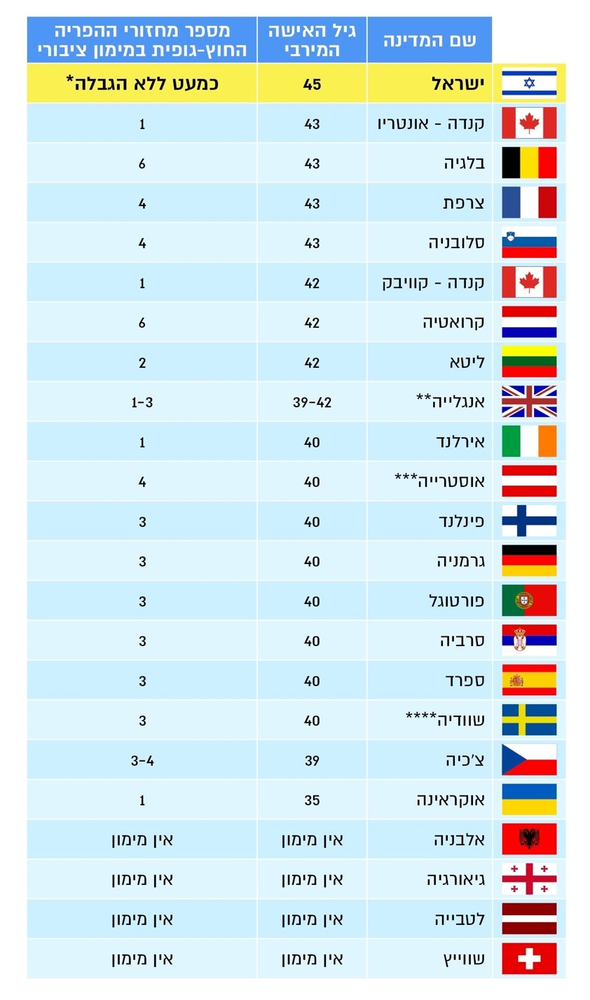 שם המדינה גיל האישה המירבי מספר מחזורי ההפריה החוץ-גופית במימון ציבורי
ישראל 45 כמעט ללא הגבלה*
קנדה - אונטריו 43 1
בלגיה 43 6
צרפת 43 4
סלובניה 43 4
קנדה - קוויבק 42 1
קרואטיה 42 6
ליטא 42 2
אנגלייה** 39-42 1-3
אירלנד 40 1
אוסטרייה*** 40 4
פינלנד 40 3
גרמניה 40 3
פורטוגל 40 3
סרביה 40 3
ספרד 40 3
שוודיה**** 40 3
צ'כיה 39 3-4
אוקראינה 35 1
אלבניה אין מימון אין מימון
גיאורגיה אין מימון אין מימון
לטבייה אין מימון אין מימון
שווייץ אין מימון אין מימון